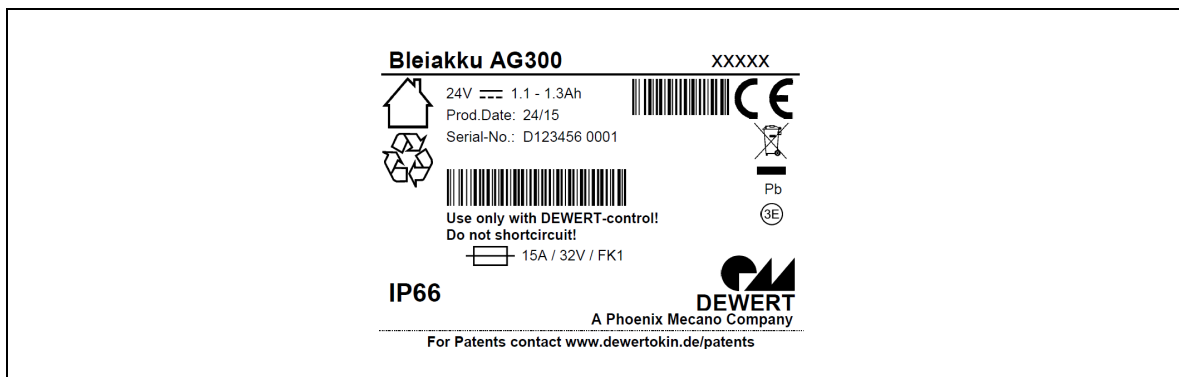 Bleiakku AG300 XXXXX
24V 1.1 - 1.3Ah
Prod.Date: 24/15
Serial-No.: D123456 0001
CE
Pb
3E
Use only with DEWERT-control!
Do not shortcircuit!
15A / 32V / FK1
IP66
DEWERT
A Phoenix Mecano Company
For Patents contact www.dewertokin.de/patents